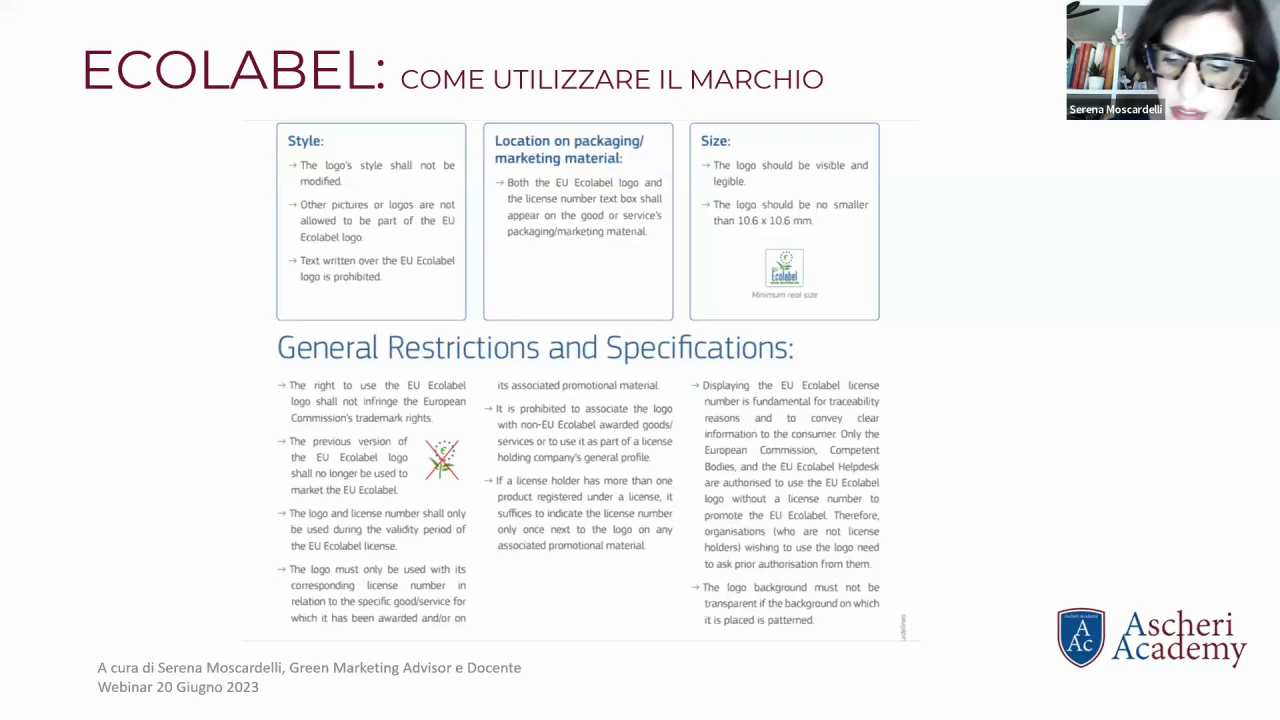 ECOLABEL: COME UTILIZZARE IL MARCHIO
Serena Moscardelli
Style:
→ The logo's style shall not be
modified.
→ Other pictures or logos are not
allowed to be part of the EU
Ecolabel logo.
→ Text written over the EU Ecolabel
logo is prohibited.
Location on packaging/
marketing material:
→ Both the EU Ecolabel logo and
the license number text box shall
appear on the good or service's
packaging/marketing material.
Size:
→ The logo should be visible and
legible.
→ The logo should be no smaller
than 10.6 x 10.6 mm.
Ecolabel
Minimum real size
General Restrictions and Specifications:
→ The right to use the EU Ecolabel
logo shall not infringe the European
Commission's trademark rights.
→ The previous version of
the EU Ecolabel logo
shall no longer be used to
market the EU Ecolabel.
→ The logo and license number shall only
be used during the validity period of
the EU Ecolabel license.
→ The logo must only be used with its
corresponding license number in
relation to the specific good/service for
which it has been awarded and/or on
its associated promotional material.
→ It is prohibited to associate the logo
with non-EU Ecolabel awarded goods/
services or to use it as part of a license
holding company's general profile.
→ If a license holder has more than one
product registered under a license, it
suffices to indicate the license number
only once next to the logo on any
associated promotional material.
→ Displaying the EU Ecolabel license
number is fundamental for traceability
reasons and to convey clear
information to the consumer. Only the
European Commission, Competent
Bodies, and the EU Ecolabel Helpdesk
are authorised to use the EU Ecolabel
logo without a license number to
promote the EU Ecolabel. Therefore,
organisations (who are not license
holders) wishing to use the logo need
to ask prior authorisation from them.
→ The logo background must not be
transparent if the background on which
it is placed is patterned.
A cura di Serena Moscardelli, Green Marketing Advisor e Docente
Webinar 20 Giugno 2023
Ascheri Academy
A
Ac
Ascheri
Academy